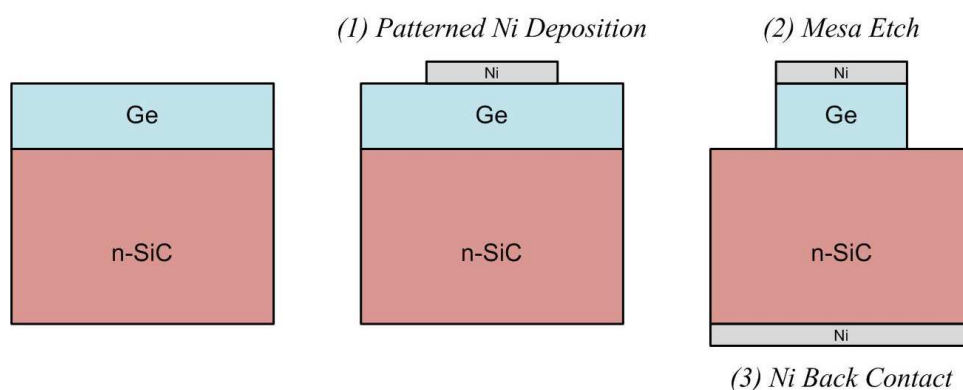 (1) Patterned Ni Deposition
(2) Mesa Etch
Ni
Ni
Ge
Ge
Ge
n-SiC
n-SiC
n-SiC
Ni
(3) Ni Back Contact